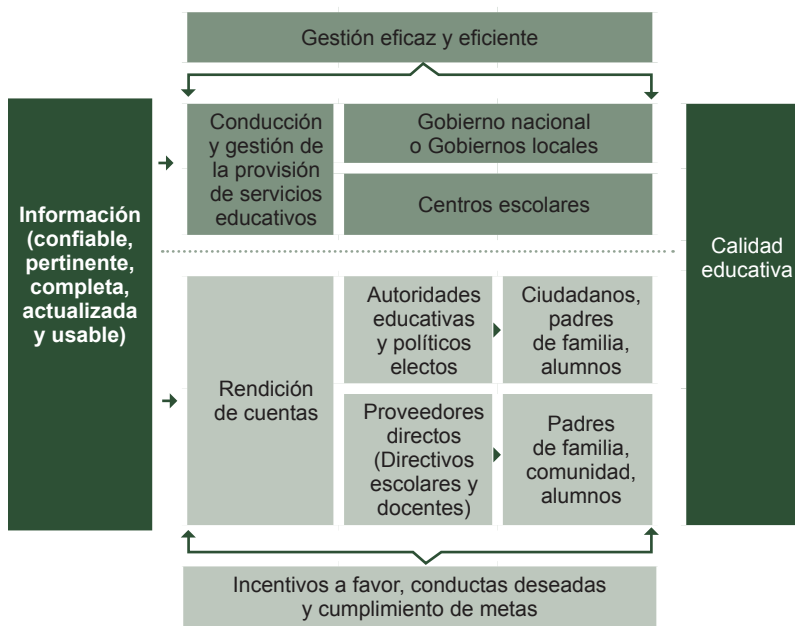 Gestión eficaz y eficiente
Información
(confiable,
pertinente,
completa,
actualizada
y usable)
Conducción
y gestión de
la provisión
de servicios
educativos
Gobierno nacional
o Gobiernos locales
Centros escolares
Rendición
de cuentas
Autoridades
educativas
y políticos
electos
Ciudadanos,
padres
de familia,
alumnos
Proveedores
directos
(Directivos
escolares y
docentes)
Padres
de familia,
comunidad,
alumnos
Calidad
educativa
Incentivos a favor, conductas deseadas
y cumplimiento de metas